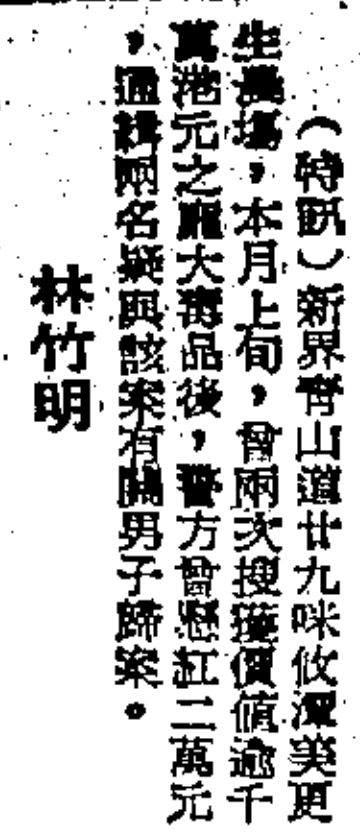 （特訊）新界青山道廿九咪攸潭美更
生農場，本月上旬，曾兩次搜獲價值逾千
萬港元之龐大毒品後，警方曾懸紅二萬元
，通緝兩名疑與該案有關男子歸案。
林竹明